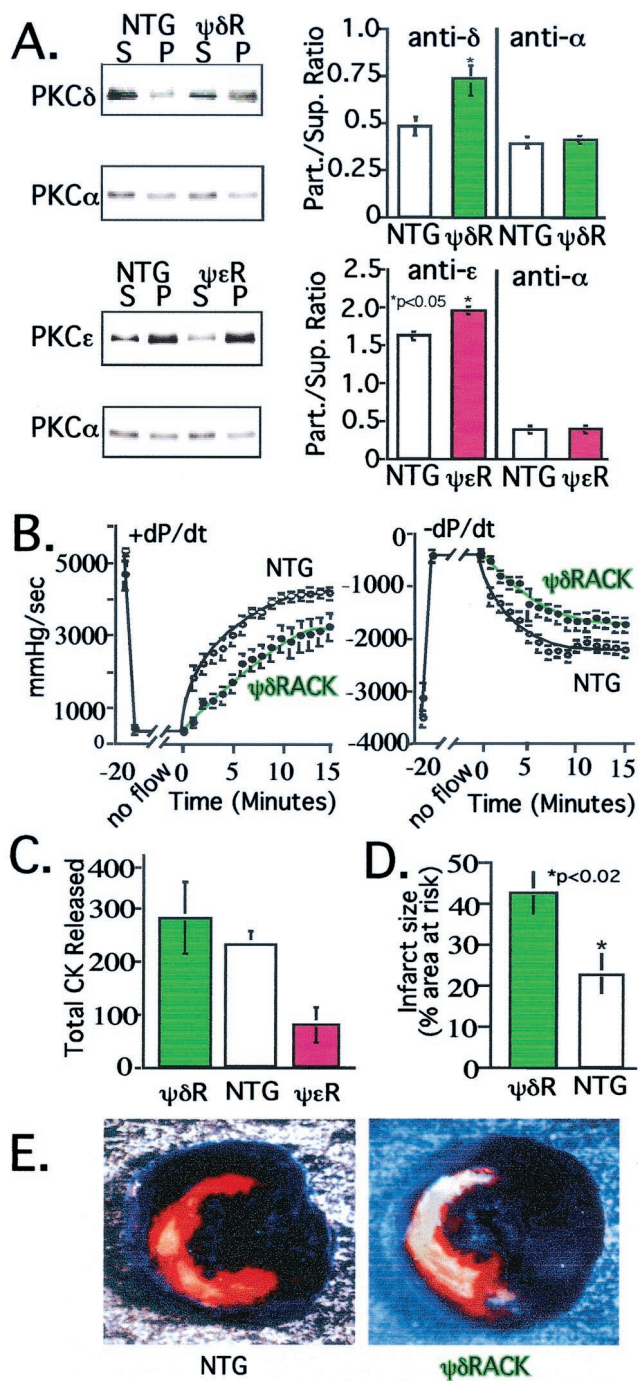 A.
NTG ψδR
S P S P
PKCδ
PKCα
NTG ψεR
S P S P
PKCε
PKCα
Part./Sup. Ratio
1.0
0.75
0.5
0.25
0
anti-δ anti-α
*
NTG ψδR NTG ψδR
Part./Sup. Ratio
2.5
2.0
1.5
1.0
0.5
0
anti-ε anti-α
*p<0.05 *
NTG ψεR NTG ψεR
B.
+dP/dt
mmHg/sec
5000
3000
1000
0
NTG
ψδRACK
-20 no flow 0 5 10 15
Time (Minutes)
-dP/dt
0
-1000
-2000
-3000
-4000
ψδRACK
NTG
-20 no flow 0 5 10 15
Time (Minutes)
C.
Total CK Released
400
300
200
100
0
ψδR NTG ψεR
D.
Infarct size
(% area at risk)
50
40
30
20
10
0
*p<0.02
*
ψδR NTG
E.
NTG ψδRACK